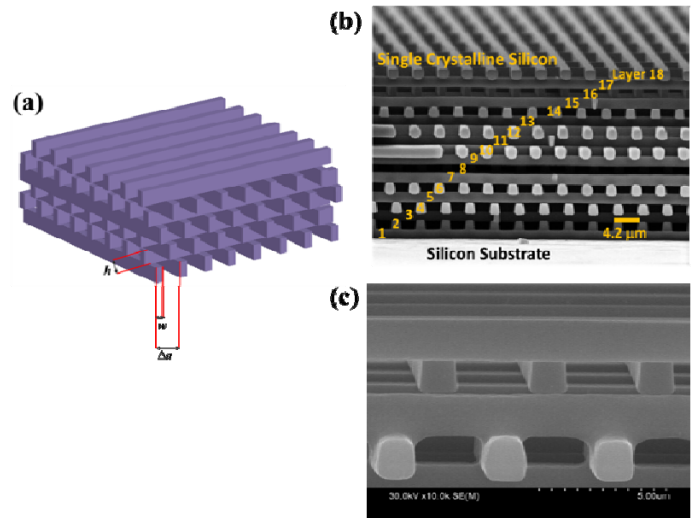 (a)
h
w
Δa
(b)
Single Crystalline Silicon
Layer 18
17
16
15
14
13
12
11
10
9
8
7
6
5
3
2
1
4.2 μm
Silicon Substrate
(c)
30.0kV x10.0k SE(M)
5.00um